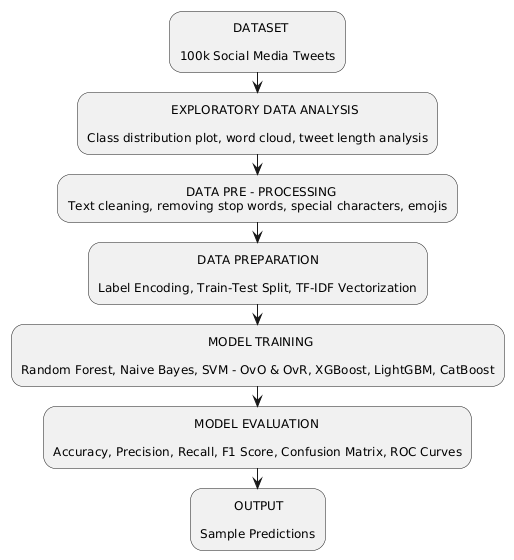 DATASET
100k Social Media Tweets
EXPLORATORY DATA ANALYSIS
Class distribution plot, word cloud, tweet length analysis
DATA PRE - PROCESSING
Text cleaning, removing stop words, special characters, emojis
DATA PREPARATION
Label Encoding, Train-Test Split, TF-IDF Vectorization
MODEL TRAINING
Random Forest, Naive Bayes, SVM - OvO & OvR, XGBoost, LightGBM, CatBoost
MODEL EVALUATION
Accuracy, Precision, Recall, F1 Score, Confusion Matrix, ROC Curves
OUTPUT
Sample Predictions